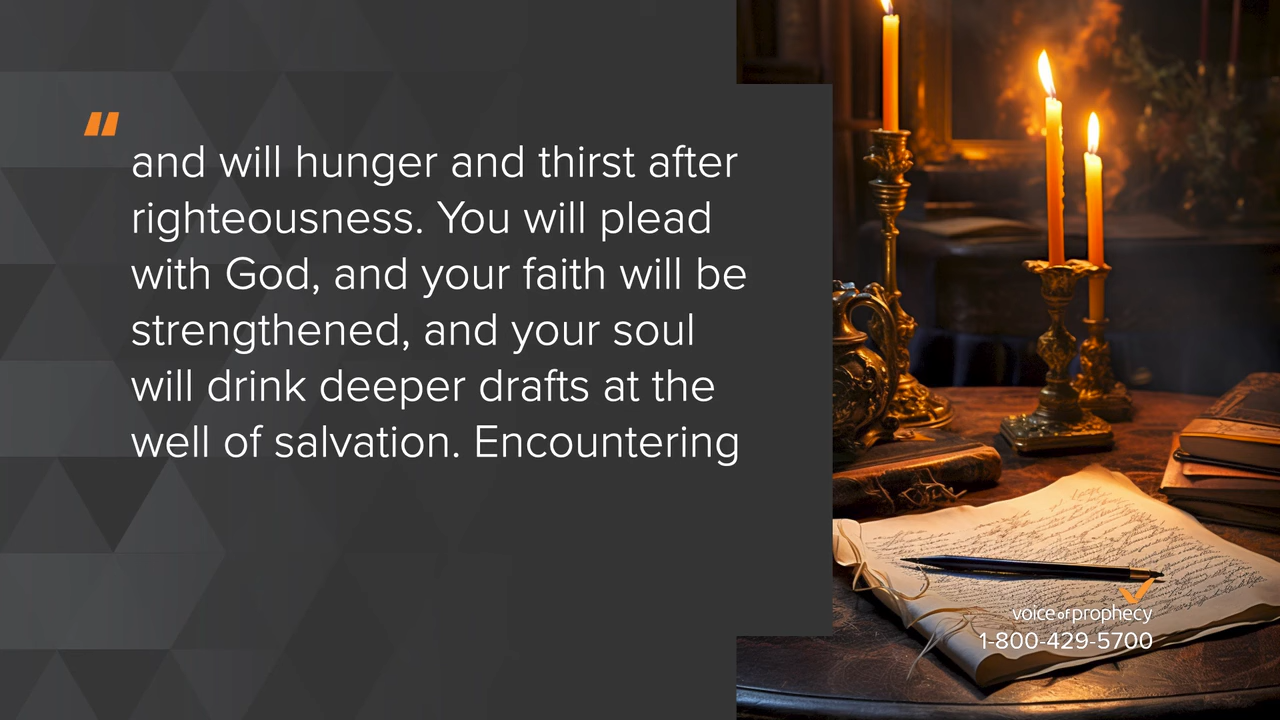 “
and will hunger and thirst after
righteousness. You will plead
with God, and your faith will be
strengthened, and your soul
will drink deeper drafts at the
well of salvation. Encountering
voice of prophecy
1-800-429-5700